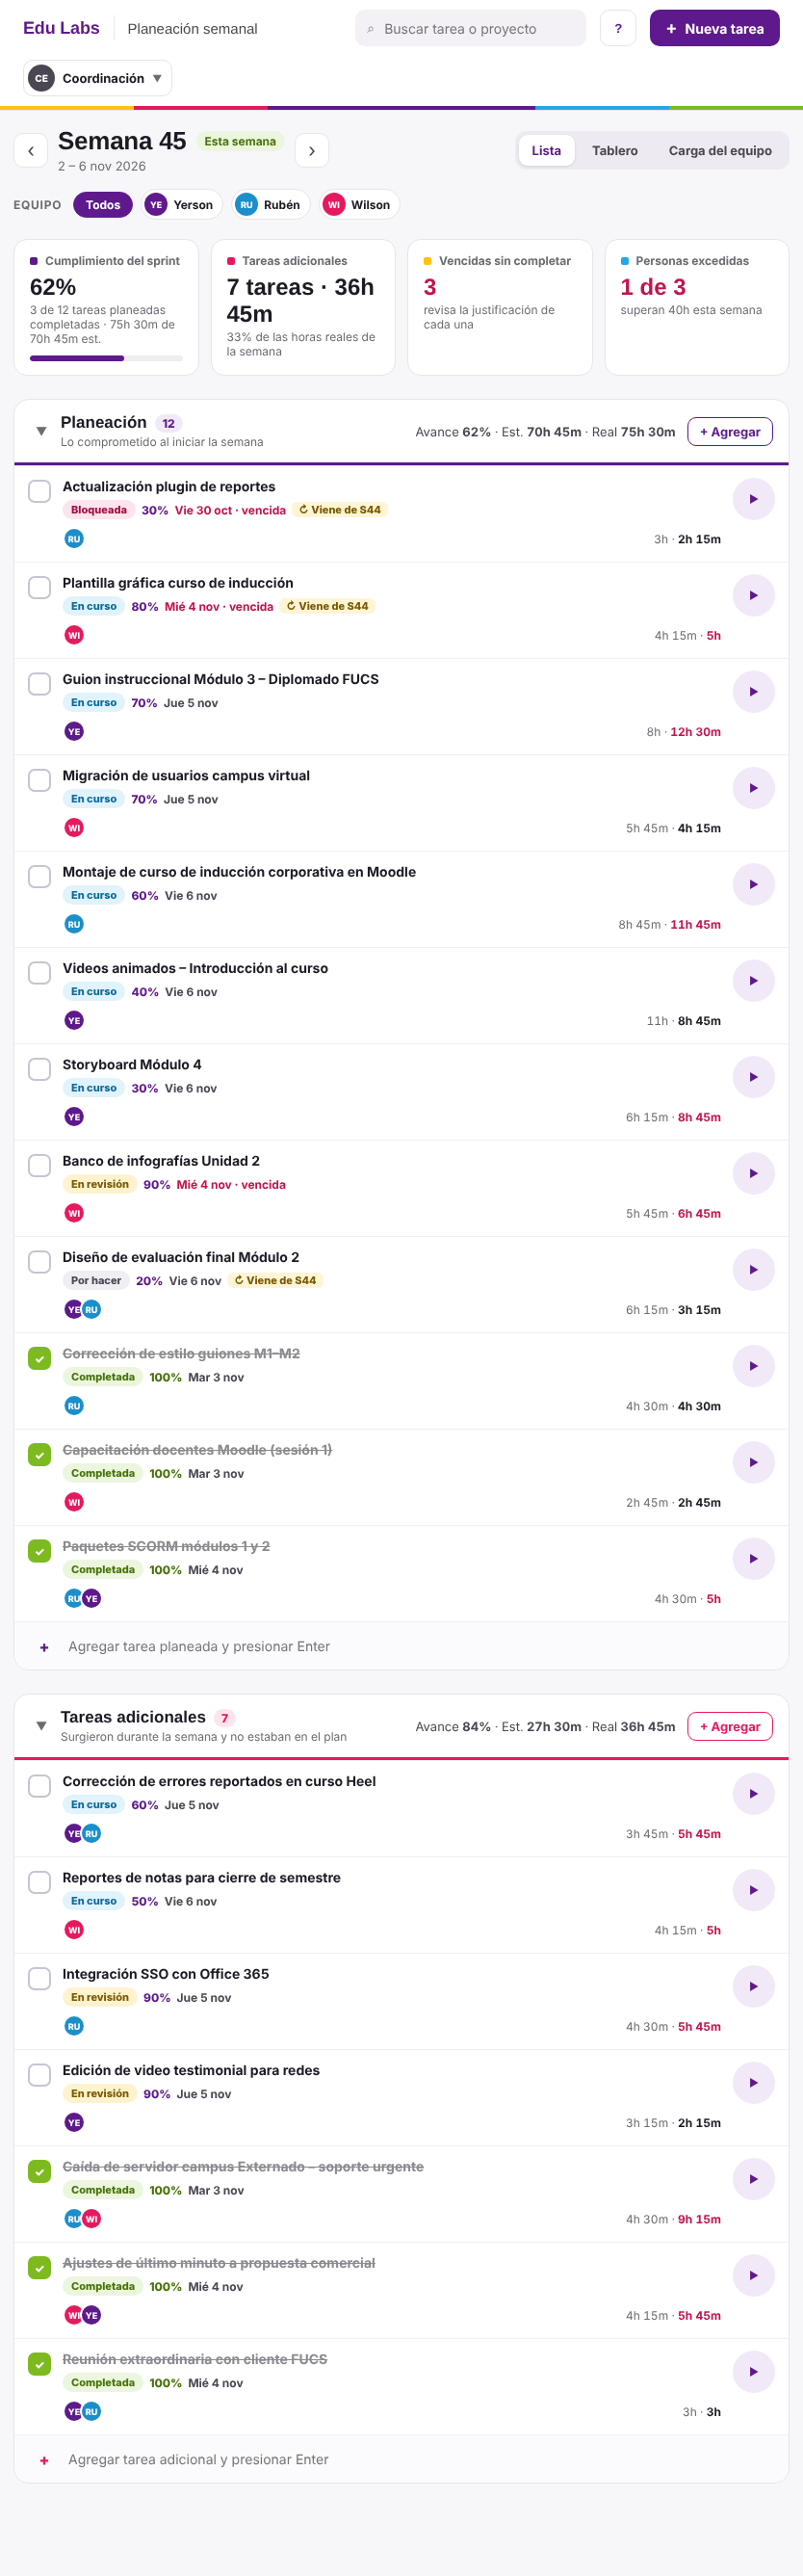 Edu Labs
Planeación semanal
Buscar tarea o proyecto
?
+ Nueva tarea
CE Coordinación ▼
‹ Semana 45 Esta semana ›
2 – 6 nov 2026
Lista Tablero Carga del equipo
EQUIPO Todos YE Yerson RU Rubén WI Wilson
Cumplimiento del sprint
62%
3 de 12 tareas planeadas
completadas · 75h 30m de
70h 45m est.
Tareas adicionales
7 tareas · 36h
45m
33% de las horas reales de
la semana
Vencidas sin completar
3
revisa la justificación de
cada una
Personas excedidas
1 de 3
superan 40h esta semana
▼ Planeación 12
Lo comprometido al iniciar la semana
Avance 62% · Est. 70h 45m · Real 75h 30m + Agregar
Actualización plugin de reportes
Bloqueada 30% Vie 30 oct · vencida ↻ Viene de S44
RU 3h · 2h 15m
Plantilla gráfica curso de inducción
En curso 80% Mié 4 nov · vencida ↻ Viene de S44
WI 4h 15m · 5h
Guion instruccional Módulo 3 – Diplomado FUCS
En curso 70% Jue 5 nov
YE 8h · 12h 30m
Migración de usuarios campus virtual
En curso 70% Jue 5 nov
WI 5h 45m · 4h 15m
Montaje de curso de inducción corporativa en Moodle
En curso 60% Vie 6 nov
RU 8h 45m · 11h 45m
Videos animados – Introducción al curso
En curso 40% Vie 6 nov
YE 11h · 8h 45m
Storyboard Módulo 4
En curso 30% Vie 6 nov
YE 6h 15m · 8h 45m
Banco de infografías Unidad 2
En revisión 90% Mié 4 nov · vencida
WI 5h 45m · 6h 45m
Diseño de evaluación final Módulo 2
Por hacer 20% Vie 6 nov ↻ Viene de S44
YE RU 6h 15m · 3h 15m
Corrección de estilo guiones M1–M2
Completada 100% Mar 3 nov
RU 4h 30m · 4h 30m
Capacitación docentes Moodle (sesión 1)
Completada 100% Mar 3 nov
WI 2h 45m · 2h 45m
Paquetes SCORM módulos 1 y 2
Completada 100% Mié 4 nov
RU YE 4h 30m · 5h
+ Agregar tarea planeada y presionar Enter
▼ Tareas adicionales 7
Surgieron durante la semana y no estaban en el plan
Avance 84% · Est. 27h 30m · Real 36h 45m + Agregar
Corrección de errores reportados en curso Heel
En curso 60% Jue 5 nov
YE RU 3h 45m · 5h 45m
Reportes de notas para cierre de semestre
En curso 50% Vie 6 nov
WI 4h 15m · 5h
Integración SSO con Office 365
En revisión 90% Jue 5 nov
RU 4h 30m · 5h 45m
Edición de video testimonial para redes
En revisión 90% Jue 5 nov
YE 3h 15m · 2h 15m
Caída de servidor campus Externado – soporte urgente
Completada 100% Mar 3 nov
RU WI 4h 30m · 9h 15m
Ajustes de último minuto a propuesta comercial
Completada 100% Mié 4 nov
WI YE 4h 15m · 5h 45m
Reunión extraordinaria con cliente FUCS
Completada 100% Mié 4 nov
YE RU 3h · 3h
+ Agregar tarea adicional y presionar Enter